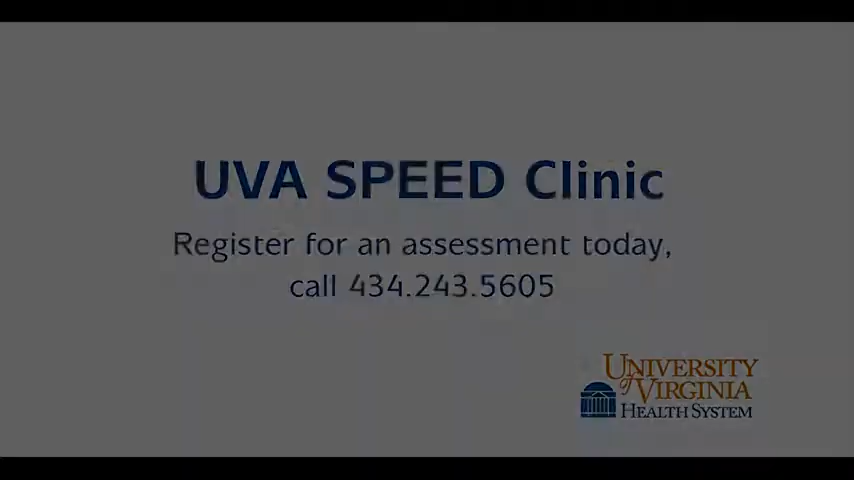 UVA SPEED Clinic
Register for an assessment today,
call 434.243.5605
UNIVERSITY
of VIRGINIA
HEALTH SYSTEM